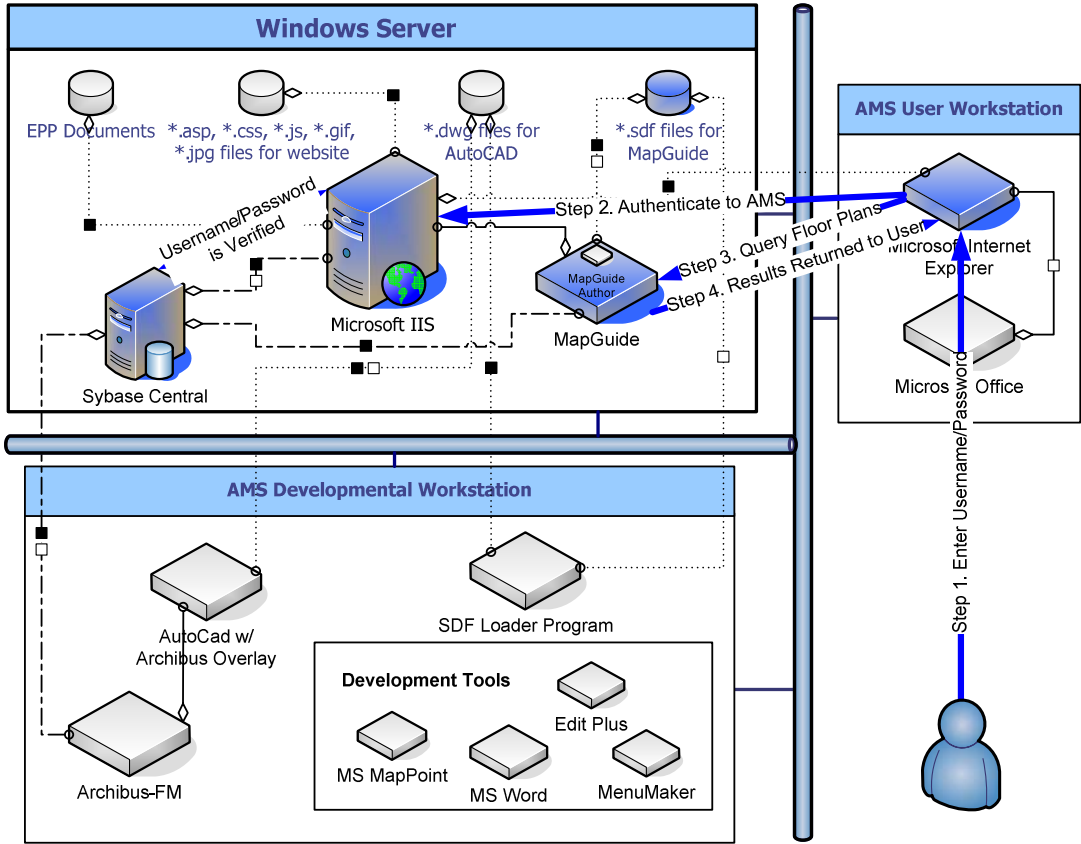 Windows Server
EPP Documents
*.asp, *.css, *.js, *.gif,
*.jpg files for website
*.dwg files for
AutoCAD
*.sdf files for
MapGuide
AMS User Workstation
Username/Password
is Verified
Step 2. Authenticate to AMS
Step 3. Query Floor Plans
Step 4. Results Returned to User
Microsoft Internet
Explorer
MapGuide
Author
Microsoft IIS
MapGuide
Sybase Central
Micros Office
Step 1. Enter Username/Password
AMS Developmental Workstation
AutoCad w/
Archibus Overlay
SDF Loader Program
Archibus-FM
Development Tools
Edit Plus
MS MapPoint
MS Word
MenuMaker